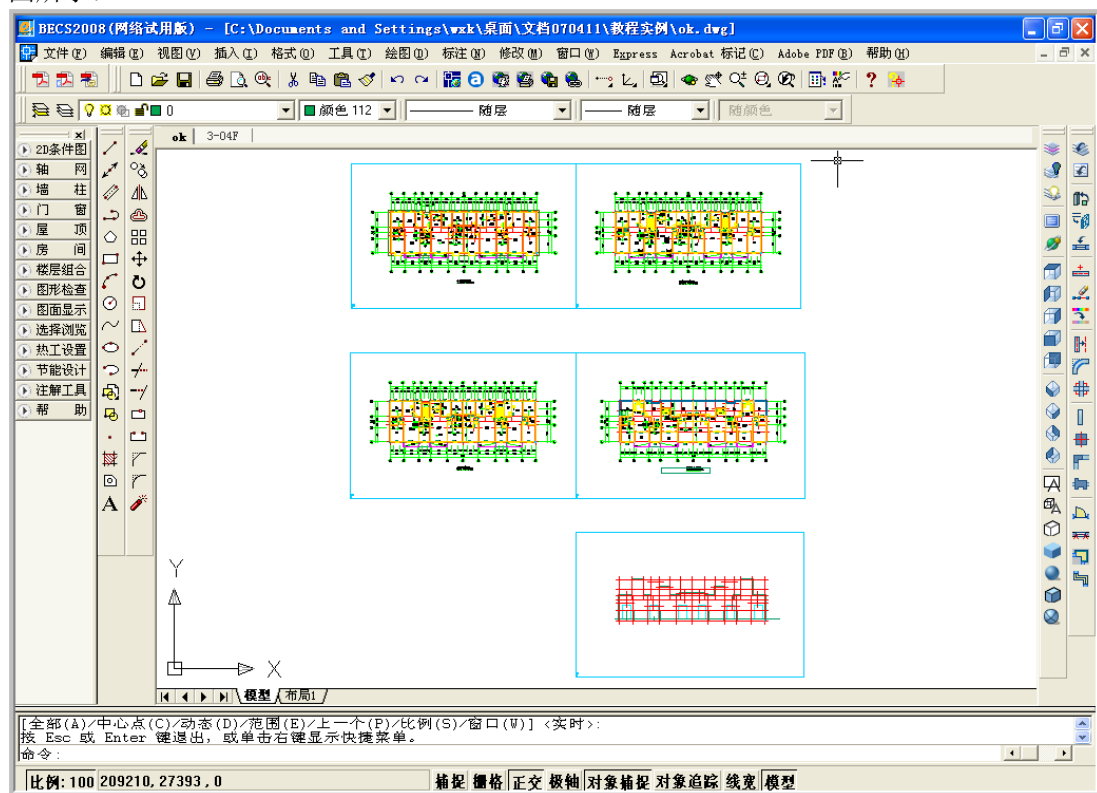 BECS2008(网络试用版) - [C:\Documents and Settings\wxk\桌面\文档070411\教程实例\ok.dwg]
文件(F) 编辑(E) 视图(V) 插入(I) 格式(O) 工具(T) 绘图(D) 标注(N) 修改(M) 窗口(W) Express Acrobat 标记(C) Adobe PDF(B) 帮助(H)
0 颜色 112 随层 随层 随颜色
ok 3-04F
2D条件图
轴 网
墙 柱
门 窗
屋 顶
房 间
楼层组合
图形检查
图面显示
选择浏览
热工设置
节能设计
注解工具
帮 助
A
Y
X
模型 布局1
[全部(A)/中心点(C)/动态(D)/范围(E)/上一个(P)/比例(S)/窗口(W)] <实时>:
按 Esc 或 Enter 键退出, 或单击右键显示快捷菜单。
命令:
比例: 100 209210, 27393 , 0 捕捉 栅格 正交 极轴 对象捕捉 对象追踪 线宽 模型